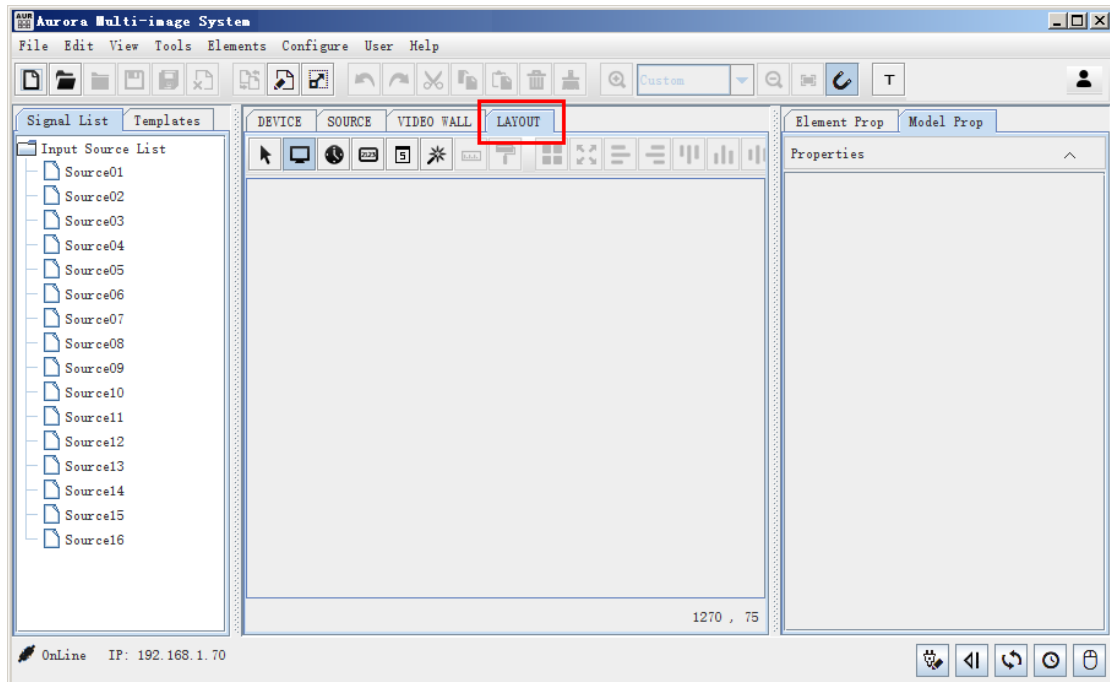 Aurora Multi-image System
File Edit View Tools Elements Configure User Help
Custom
T
Signal List Templates
DEVICE SOURCE VIDEO WALL LAYOUT
Element Prop Model Prop
Input Source List
Properties
Source01
Source02
Source03
Source04
Source05
Source06
Source07
Source08
Source09
Source10
Source11
Source12
Source13
Source14
Source15
Source16
1270 , 75
OnLine IP: 192.168.1.70